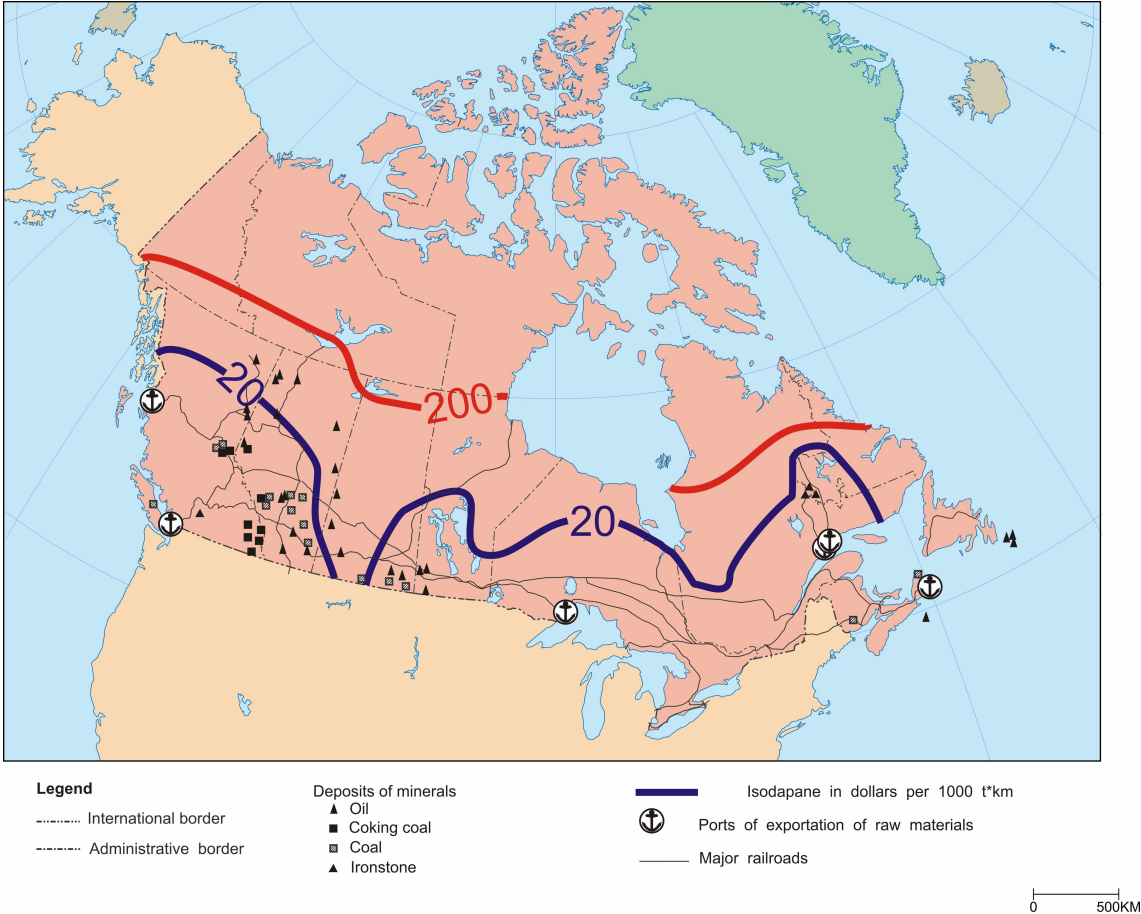 20
200
20
Legend
International border
Administrative border
Deposits of minerals
Oil
Coking coal
Coal
Ironstone
Isodapane in dollars per 1000 t*km
Ports of exportation of raw materials
Major railroads
0 500KM